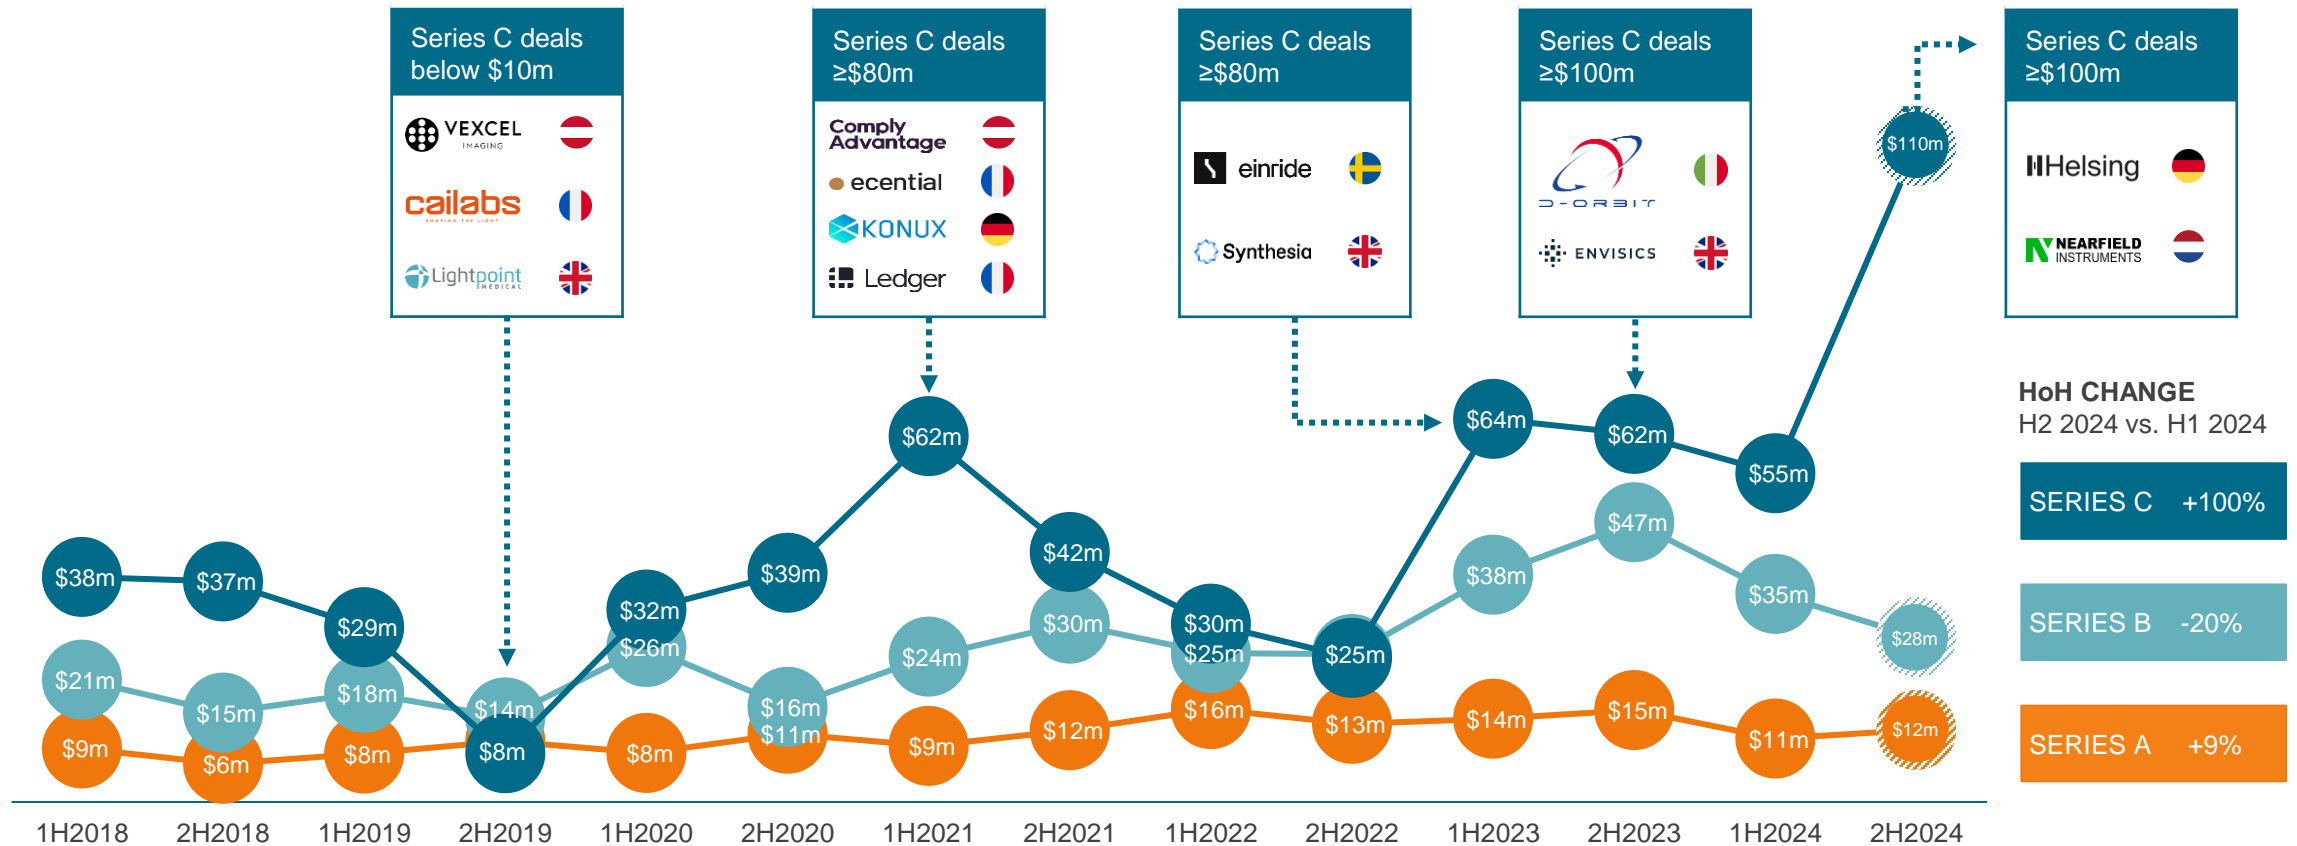 Series C deals
below $10m
VEXCEL
IMAGING
cailabs
SHAPING THE LIGHT
Lightpoint
MEDICAL
Series C deals
≥$80m
Comply
Advantage
ecential
KONUX
Ledger
Series C deals
≥$80m
einride
Synthesia
Series C deals
≥$100m
D-ORBIT
ENVISICS
Series C deals
≥$100m
Helsing
NEARFIELD
INSTRUMENTS
$38m
$37m
$29m
$8m
$32m
$39m
$62m
$42m
$30m
$25m
$64m
$62m
$55m
$110m
$21m
$15m
$18m
$14m
$26m
$16m
$24m
$30m
$25m
$38m
$47m
$35m
$28m
$9m
$6m
$8m
$8m
$11m
$9m
$12m
$16m
$13m
$14m
$15m
$11m
$12m
HoH CHANGE
H2 2024 vs. H1 2024
SERIES C +100%
SERIES B -20%
SERIES A +9%
1H2018 2H2018 1H2019 2H2019 1H2020 2H2020 1H2021 2H2021 1H2022 2H2022 1H2023 2H2023 1H2024 2H2024